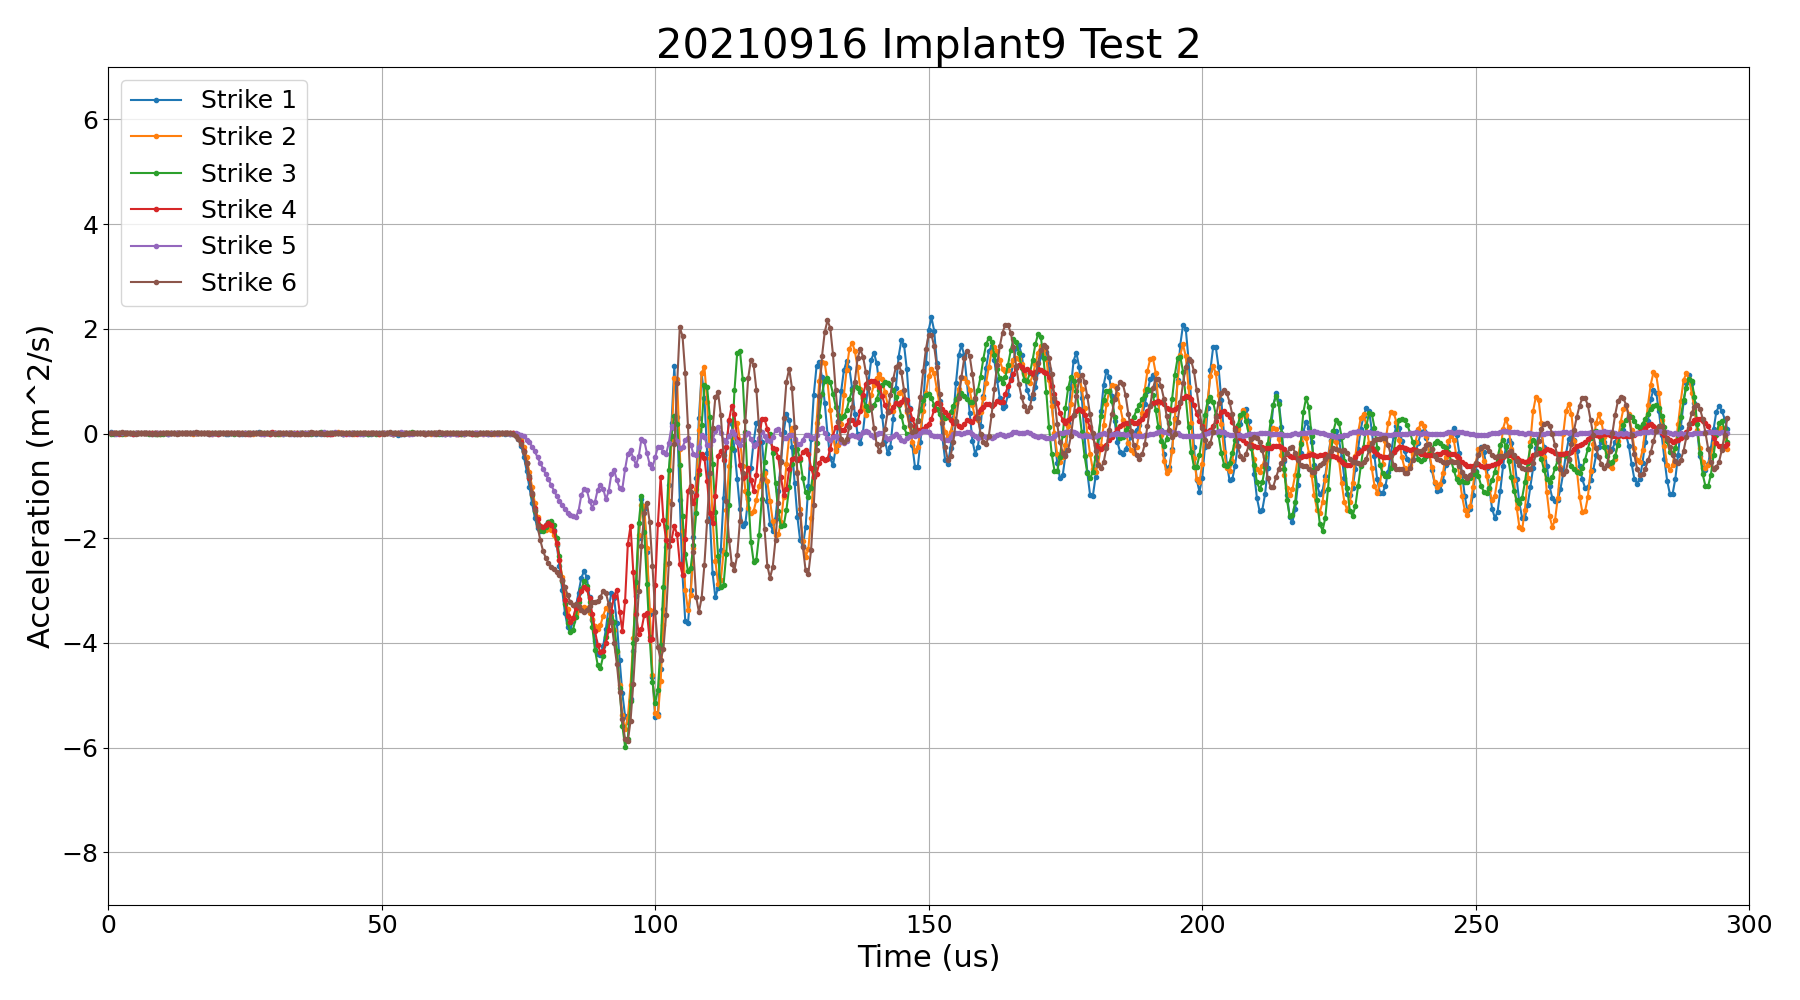 20210916 Implant9 Test 2
Strike 1
Strike 2
Strike 3
Strike 4
Strike 5
Strike 6
Acceleration (m^2/s)
6
4
2
0
−2
−4
−6
−8
0 50 100 150 200 250 300
Time (us)